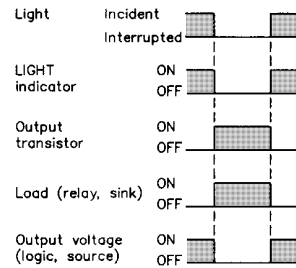 Light Incident
Interrupted
LIGHT ON
indicator OFF
Output ON
transistor OFF
Load (relay, sink) ON
OFF
Output voltage ON
(logic, source) OFF